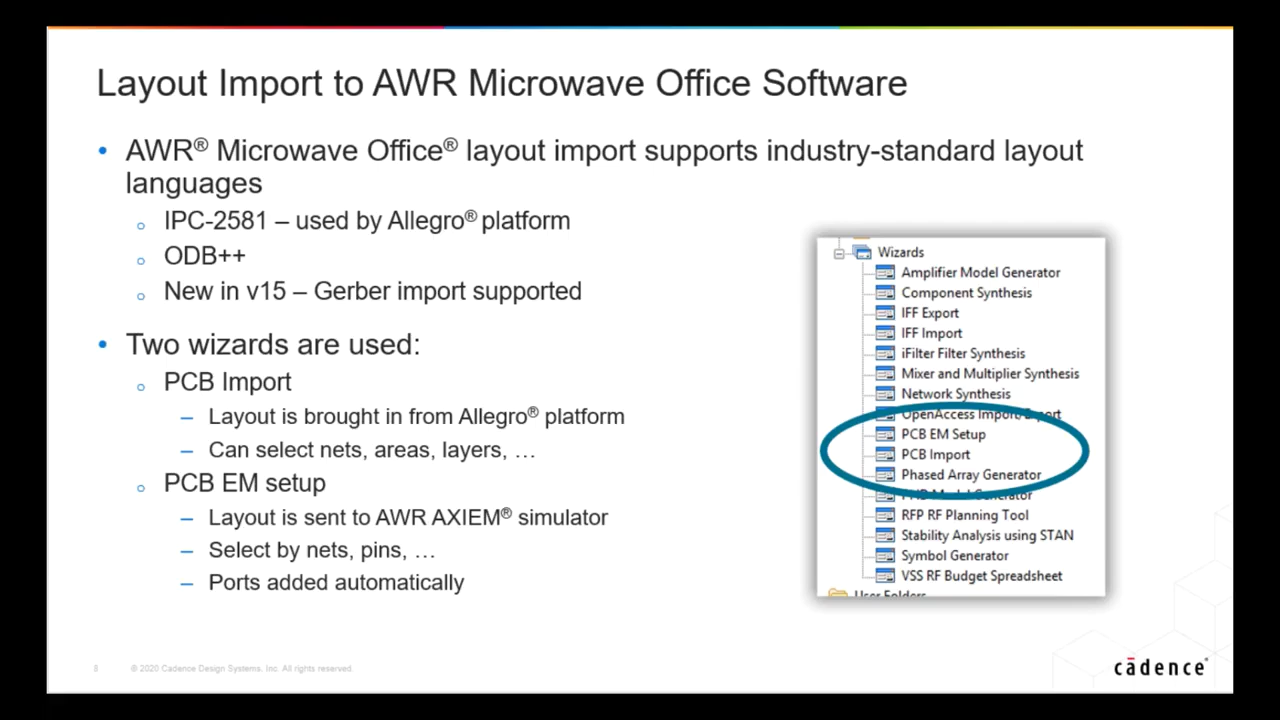 Layout Import to AWR Microwave Office Software
• AWR® Microwave Office® layout import supports industry-standard layout
languages
○ IPC-2581 – used by Allegro® platform
○ ODB++
○ New in v15 – Gerber import supported
• Two wizards are used:
○ PCB Import
– Layout is brought in from Allegro® platform
– Can select nets, areas, layers, …
○ PCB EM setup
– Layout is sent to AWR AXIEM® simulator
– Select by nets, pins, …
– Ports added automatically
Wizards
Amplifier Model Generator
Component Synthesis
IFF Export
IFF Import
iFilter Filter Synthesis
Mixer and Multiplier Synthesis
Network Synthesis
OpenAccess Import/Export
PCB EM Setup
PCB Import
Phased Array Generator
Model Generator
RFP RF Planning Tool
Stability Analysis using STAN
Symbol Generator
VSS RF Budget Spreadsheet
User Folders
© 2020 Cadence Design Systems, Inc. All rights reserved.
cādence®